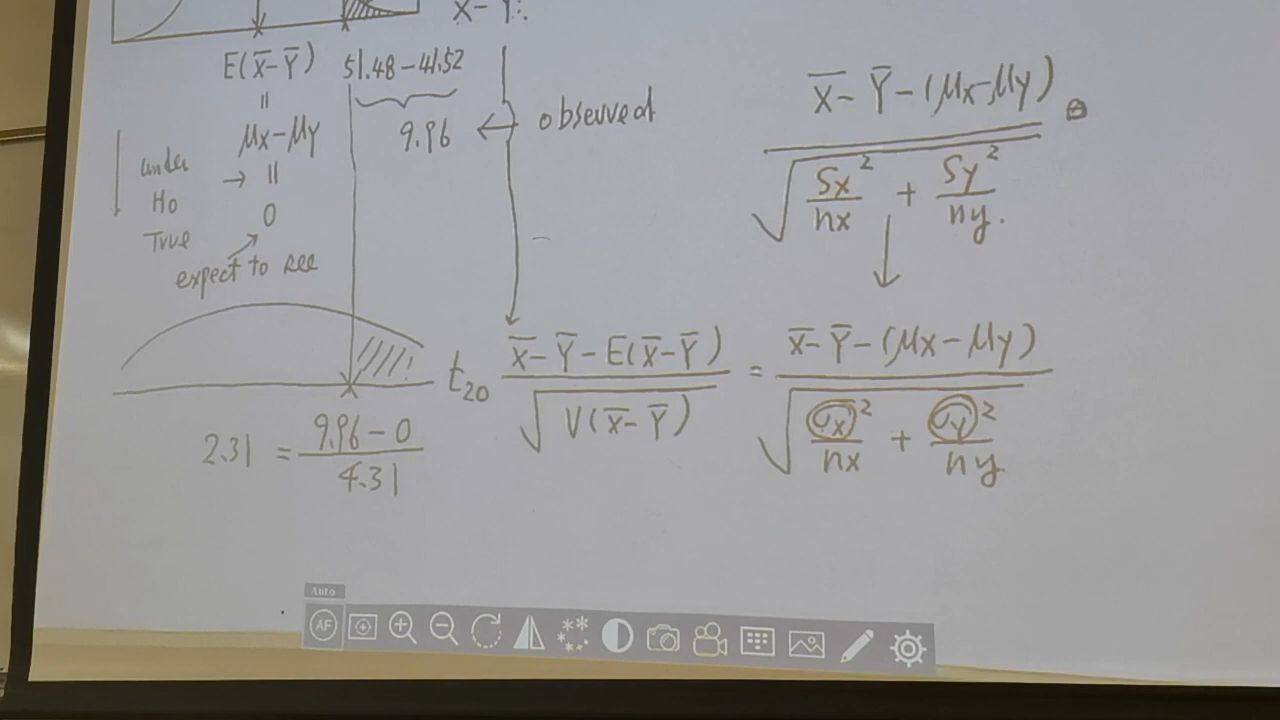 X̄ - Ȳ
E(X̄-Ȳ) 51.48-41.52
=
μx-μy 9.96 ← observed
under → =
Ho 0
True
expect to see
X̄- Ȳ-(μx-μy)
√ Sx²/nx + Sy²/ny.
t20 X̄- Ȳ- E(X̄-Ȳ) / √ V(X̄- Ȳ) = X̄- Ȳ-(μx-μy) / √ σx²/nx + σy²/ny
2.31 = 9.96-0 / 4.31
Auto
AF